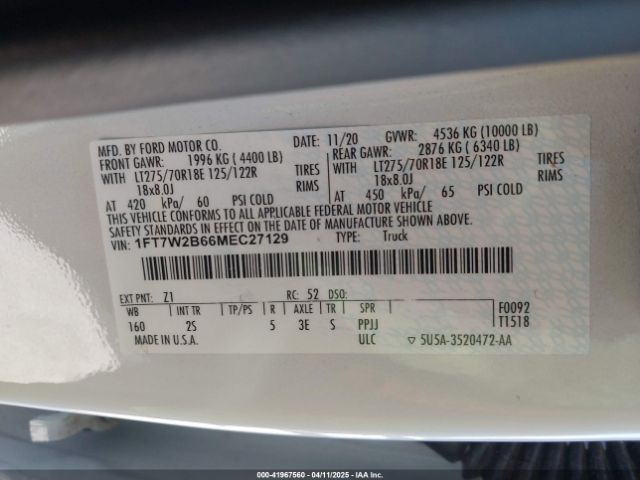 MFD. BY FORD MOTOR CO.
DATE: 11/20 GVWR: 4536 KG (10000 LB)
FRONT GAWR: 1996 KG ( 4400 LB) REAR GAWR: 2876 KG ( 6340 LB)
WITH LT275/70R18E 125/122R TIRES WITH LT275/70R18E 125/122R TIRES
18x8.0J RIMS 18x8.0J RIMS
AT 420 kPa/ 60 PSI COLD AT 450 kPa/ 65 PSI COLD
THIS VEHICLE CONFORMS TO ALL APPLICABLE FEDERAL MOTOR VEHICLE
SAFETY STANDARDS IN EFFECT ON THE DATE OF MANUFACTURE SHOWN ABOVE.
VIN: 1FT7W2B66MEC27129 TYPE: Truck
EXT PNT: Z1 RC: 52 DSO:
WB INT TR TP/PS R AXLE TR SPR F0092
160 2S 5 3E S PPJJ T1518
MADE IN U.S.A. ULC ▽ 5U5A-3520472-AA
000-41967560 - 04/11/2025 - IAA Inc.